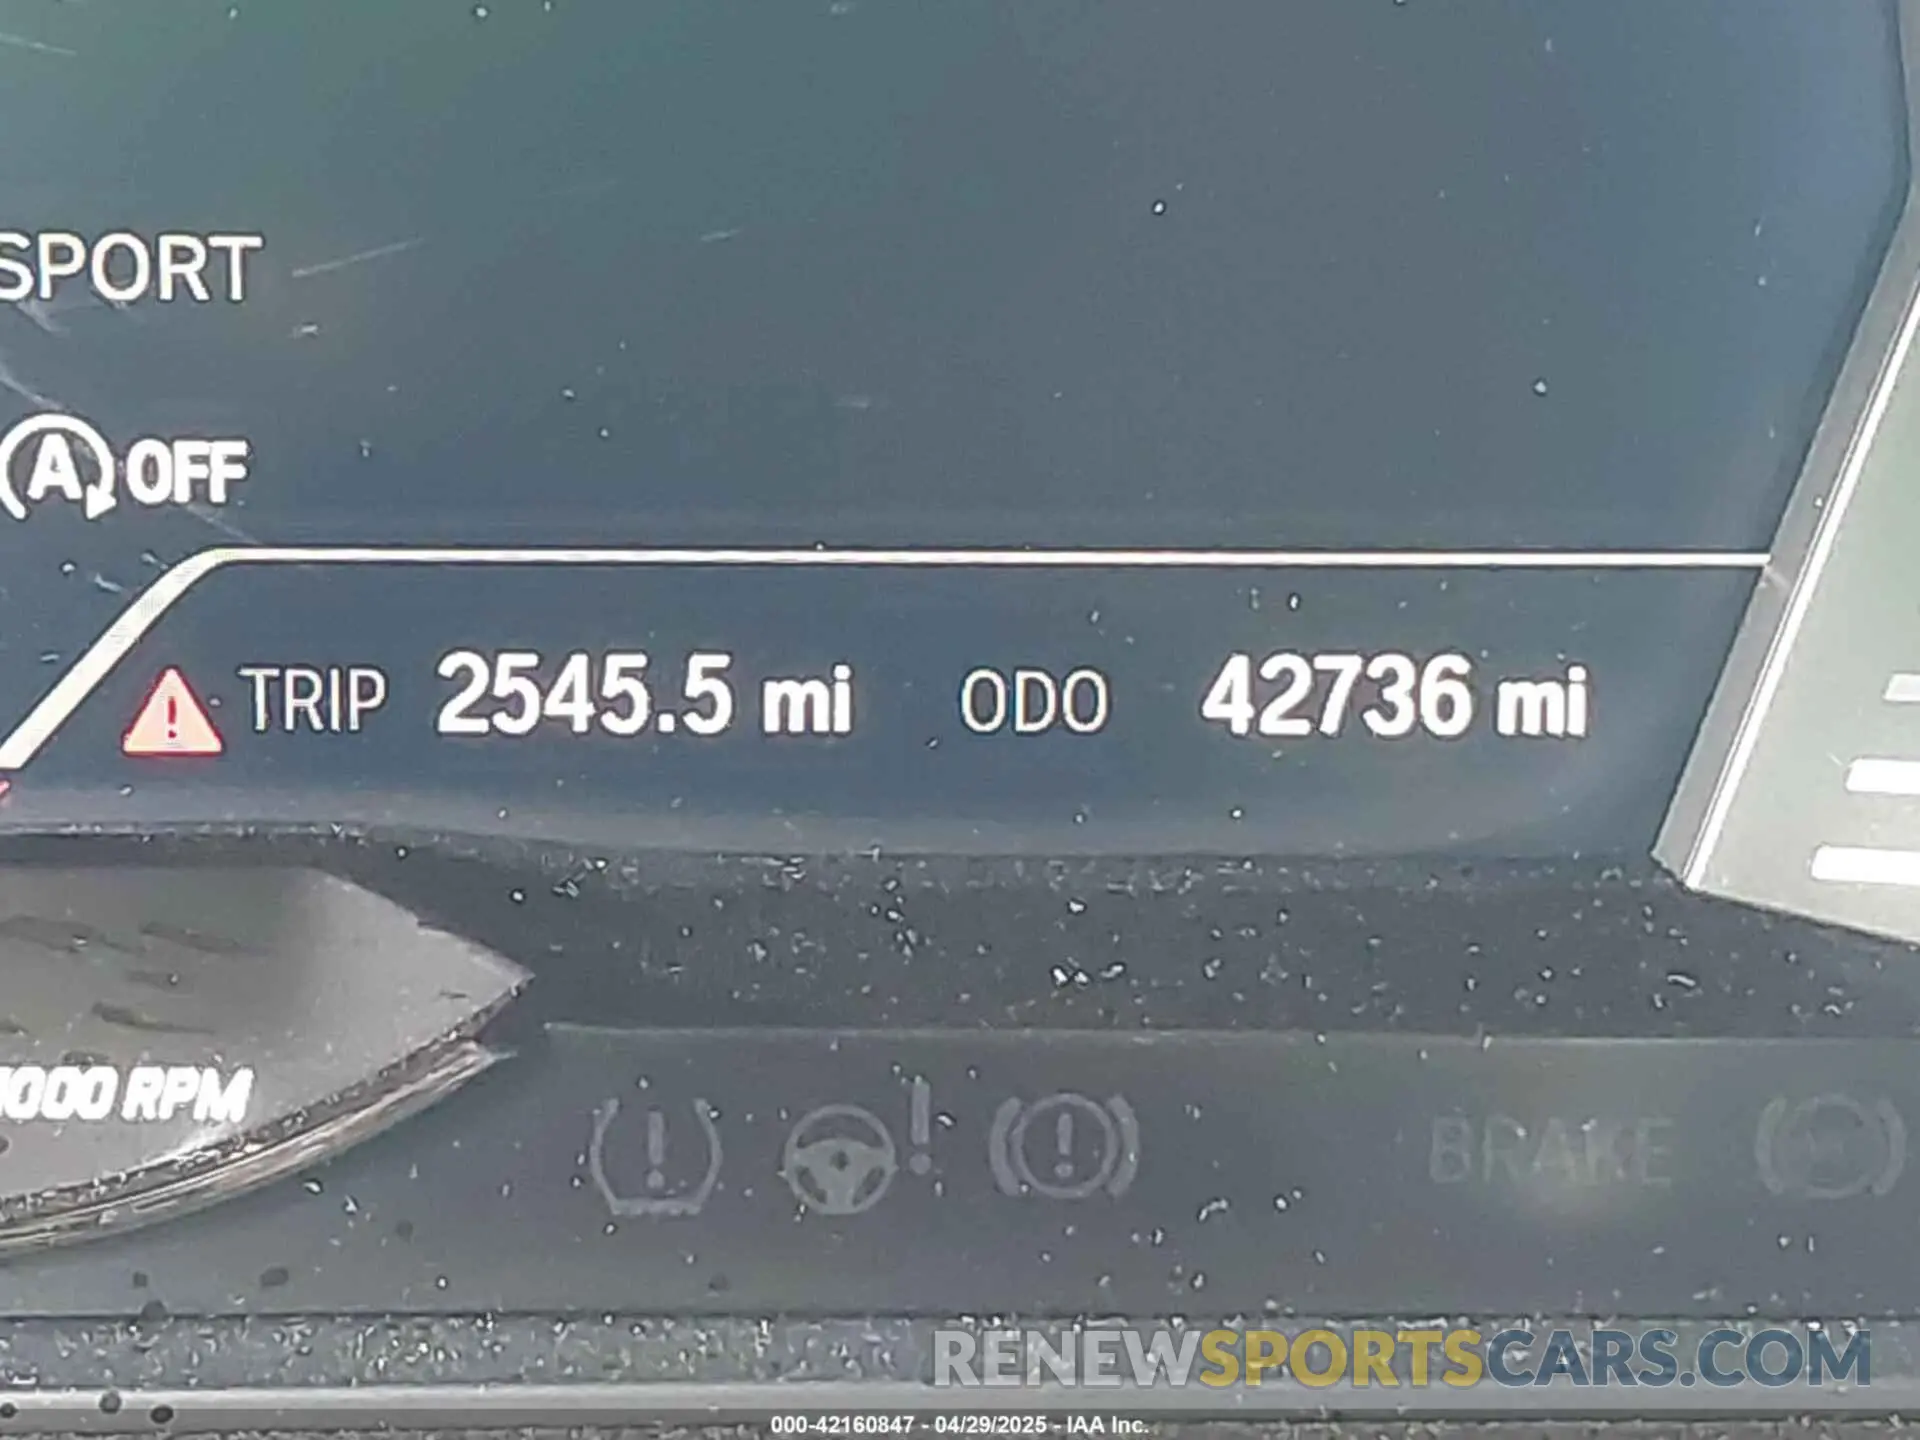 SPORT
A OFF
TRIP 2545.5 mi ODO 42736 mi
1000 RPM
BRAKE
RENEWSPORTSCARS.COM
000-42160847 - 04/29/2025 - IAA Inc.